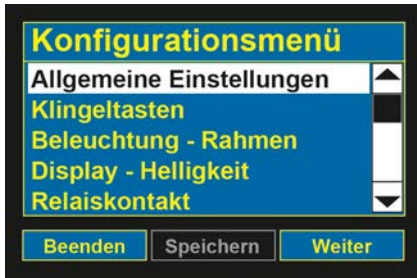 Konfigurationsmenü
Allgemeine Einstellungen
Klingeltasten
Beleuchtung - Rahmen
Display - Helligkeit
Relaiskontakt
Beenden Speichern Weiter